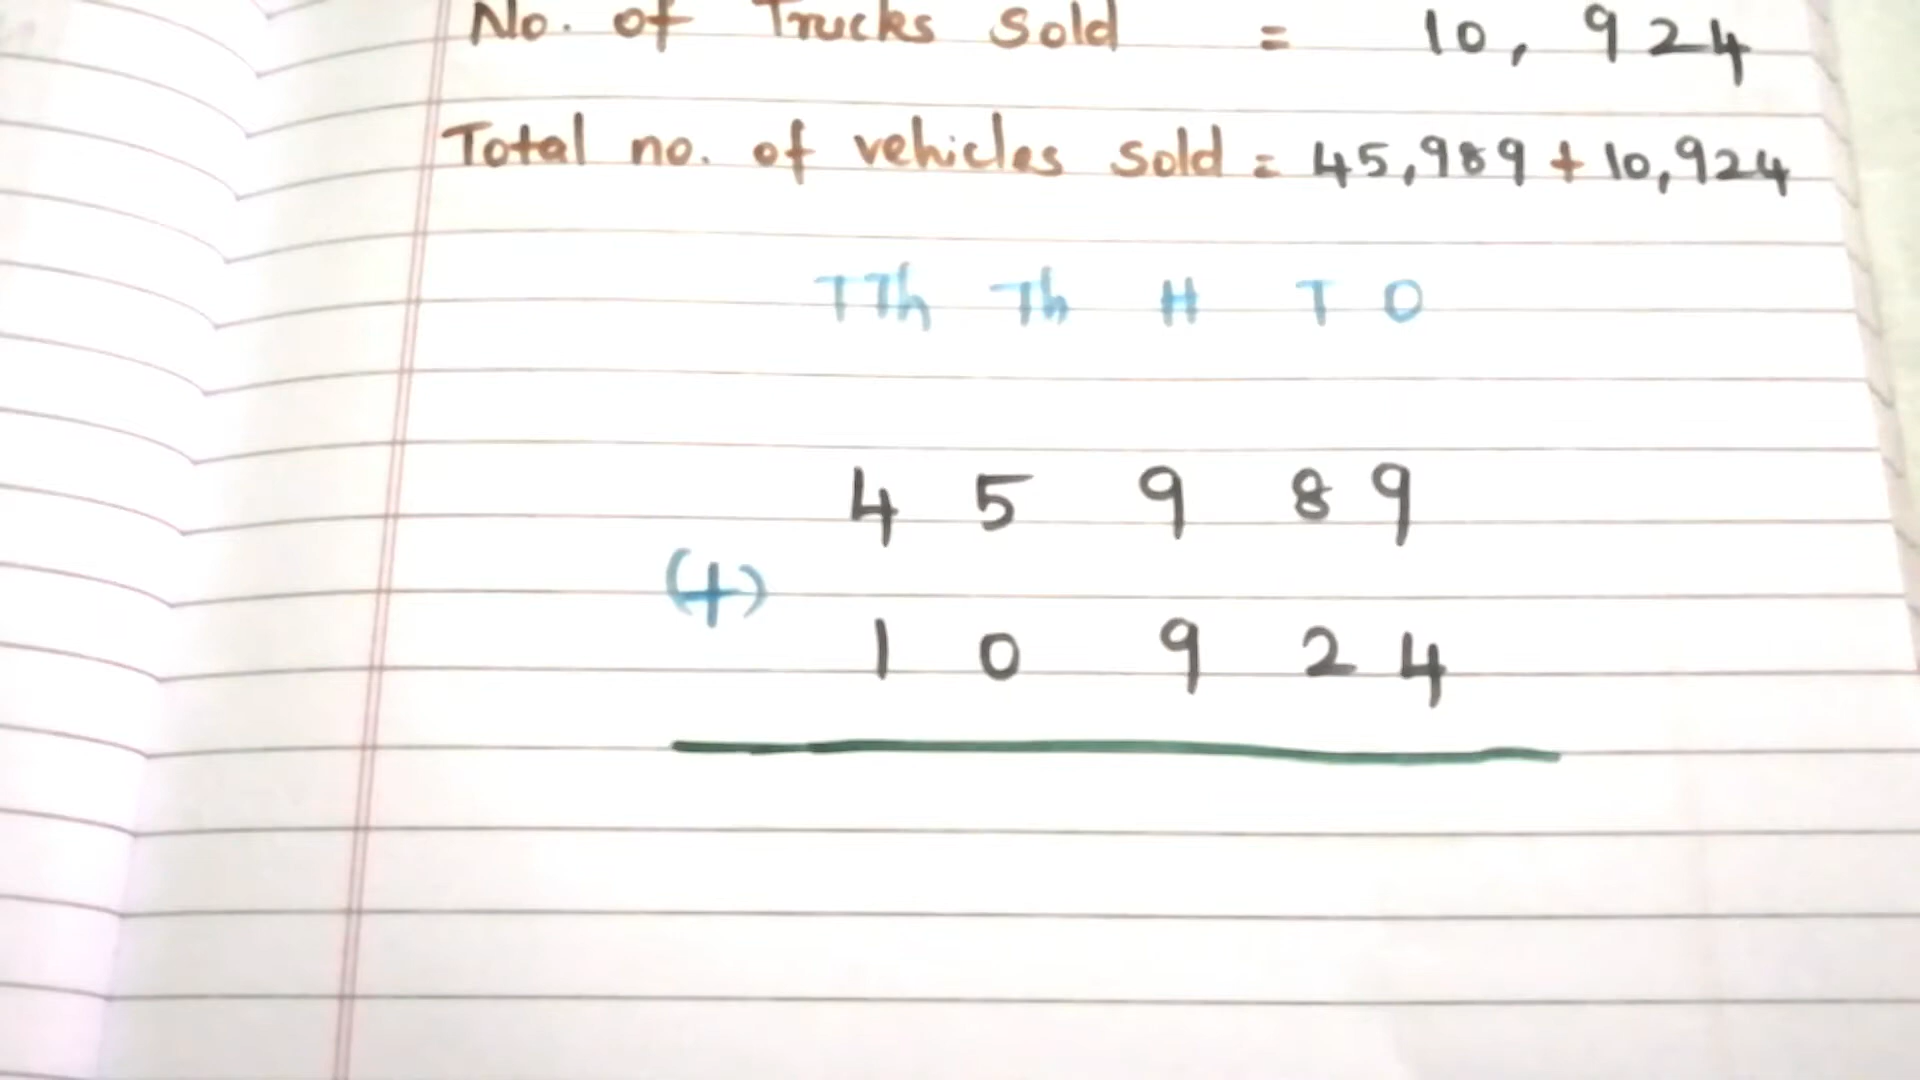 No. of Trucks Sold = 10, 924
Total no. of vehicles sold = 45,989 + 10,924
TTh Th H T O
4 5 9 8 9
(+)
1 0 9 2 4